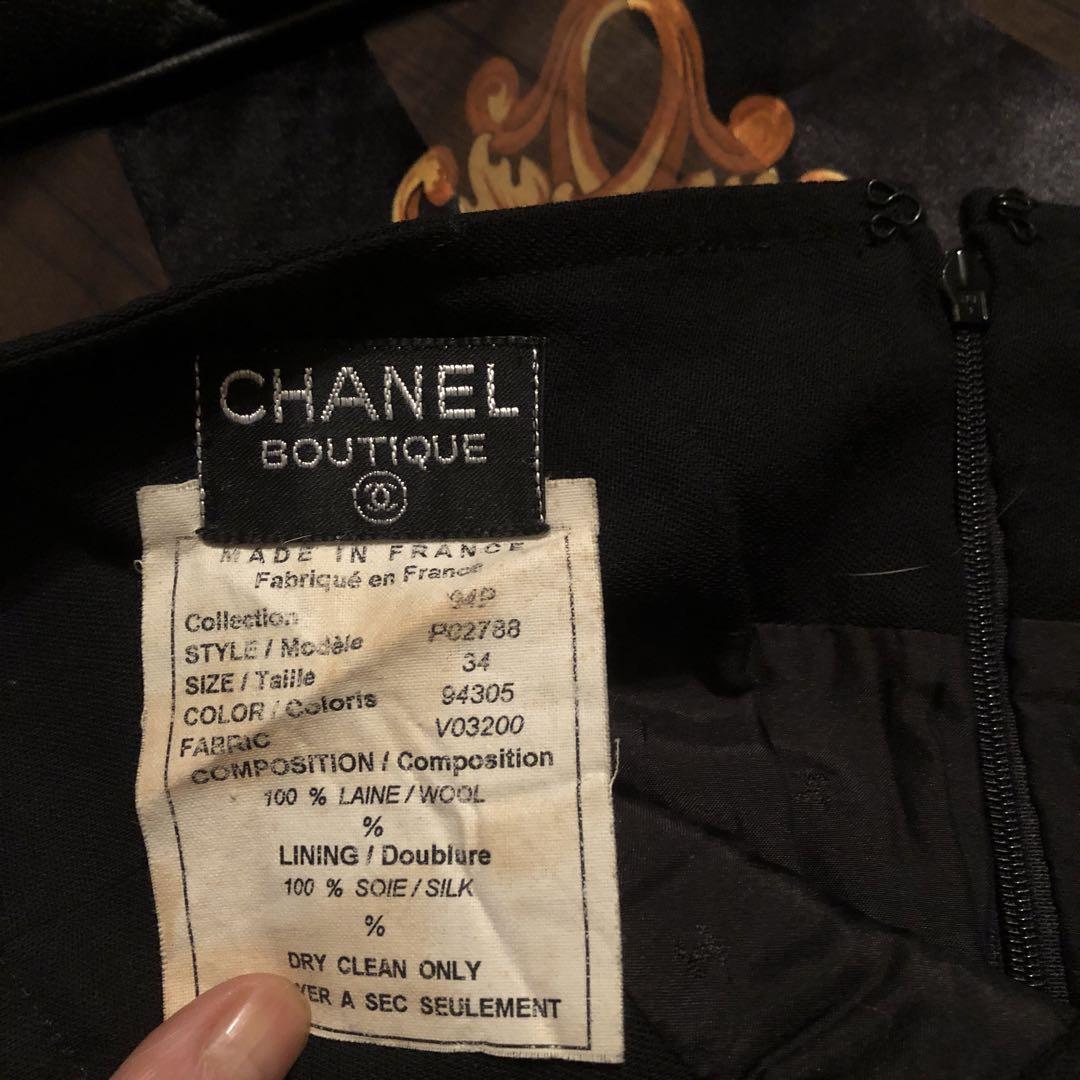 CHANEL
BOUTIQUE
MADE IN FRANCE
Fabriqué en France
Collection 94P
STYLE / Modèle P02788
SIZE / Taille 34
COLOR / Coloris 94305
FABRIC V03200
COMPOSITION / Composition
100 % LAINE / WOOL
%
LINING / Doublure
100 % SOIE / SILK
%
DRY CLEAN ONLY
VER A SEC SEULEMENT